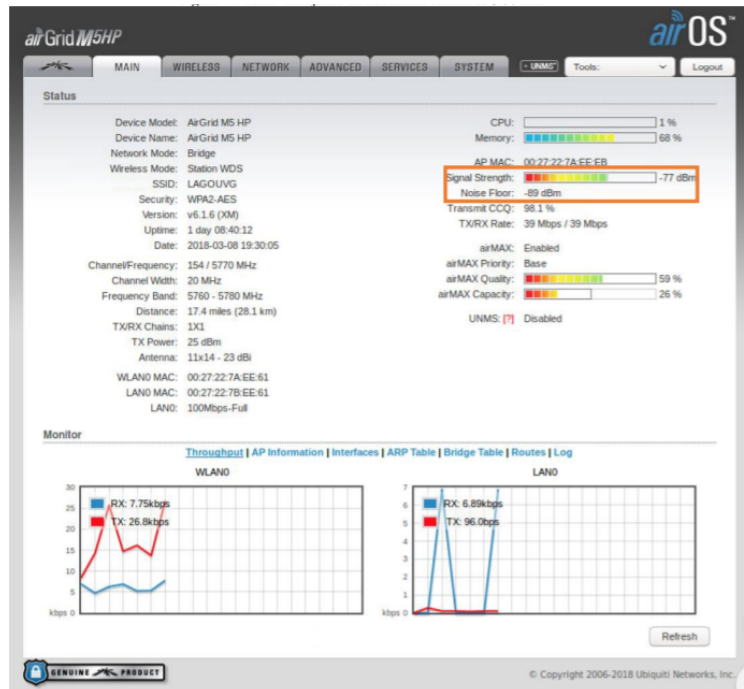 airGrid M5HP
airOS™
MAIN WIRELESS NETWORK ADVANCED SERVICES SYSTEM UNMS™ Tools: Logout
Status
Device Model: AirGrid M5 HP
Device Name: AirGrid M5 HP
Network Mode: Bridge
Wireless Mode: Station WDS
SSID: LAGOUVG
Security: WPA2-AES
Version: v6.1.6 (XM)
Uptime: 1 day 08:40:12
Date: 2018-03-08 19:30:05
Channel/Frequency: 154 / 5770 MHz
Channel Width: 20 MHz
Frequency Band: 5760 - 5780 MHz
Distance: 17.4 miles (28.1 km)
TX/RX Chains: 1X1
TX Power: 25 dBm
Antenna: 11x14 - 23 dBi
WLAN0 MAC: 00:27:22:7A:EE:61
LAN0 MAC: 00:27:22:7B:EE:61
LAN0: 100Mbps-Full
CPU: 1 %
Memory: 68 %
AP MAC: 00:27:22:7A:EE:EB
Signal Strength: -77 dBm
Noise Floor: -89 dBm
Transmit CCQ: 98.1 %
TX/RX Rate: 39 Mbps / 39 Mbps
airMAX: Enabled
airMAX Priority: Base
airMAX Quality: 59 %
airMAX Capacity: 26 %
UNMS: [?] Disabled
Monitor
Throughput | AP Information | Interfaces | ARP Table | Bridge Table | Routes | Log
WLAN0
30
25
20
15
10
5
kbps 0
RX: 7.75kbps
TX: 26.8kbps
LAN0
7
6
5
4
3
2
1
kbps 0
RX: 6.89kbps
TX: 96.0bps
Refresh
GENUINE PRODUCT
© Copyright 2006-2018 Ubiquiti Networks, Inc.